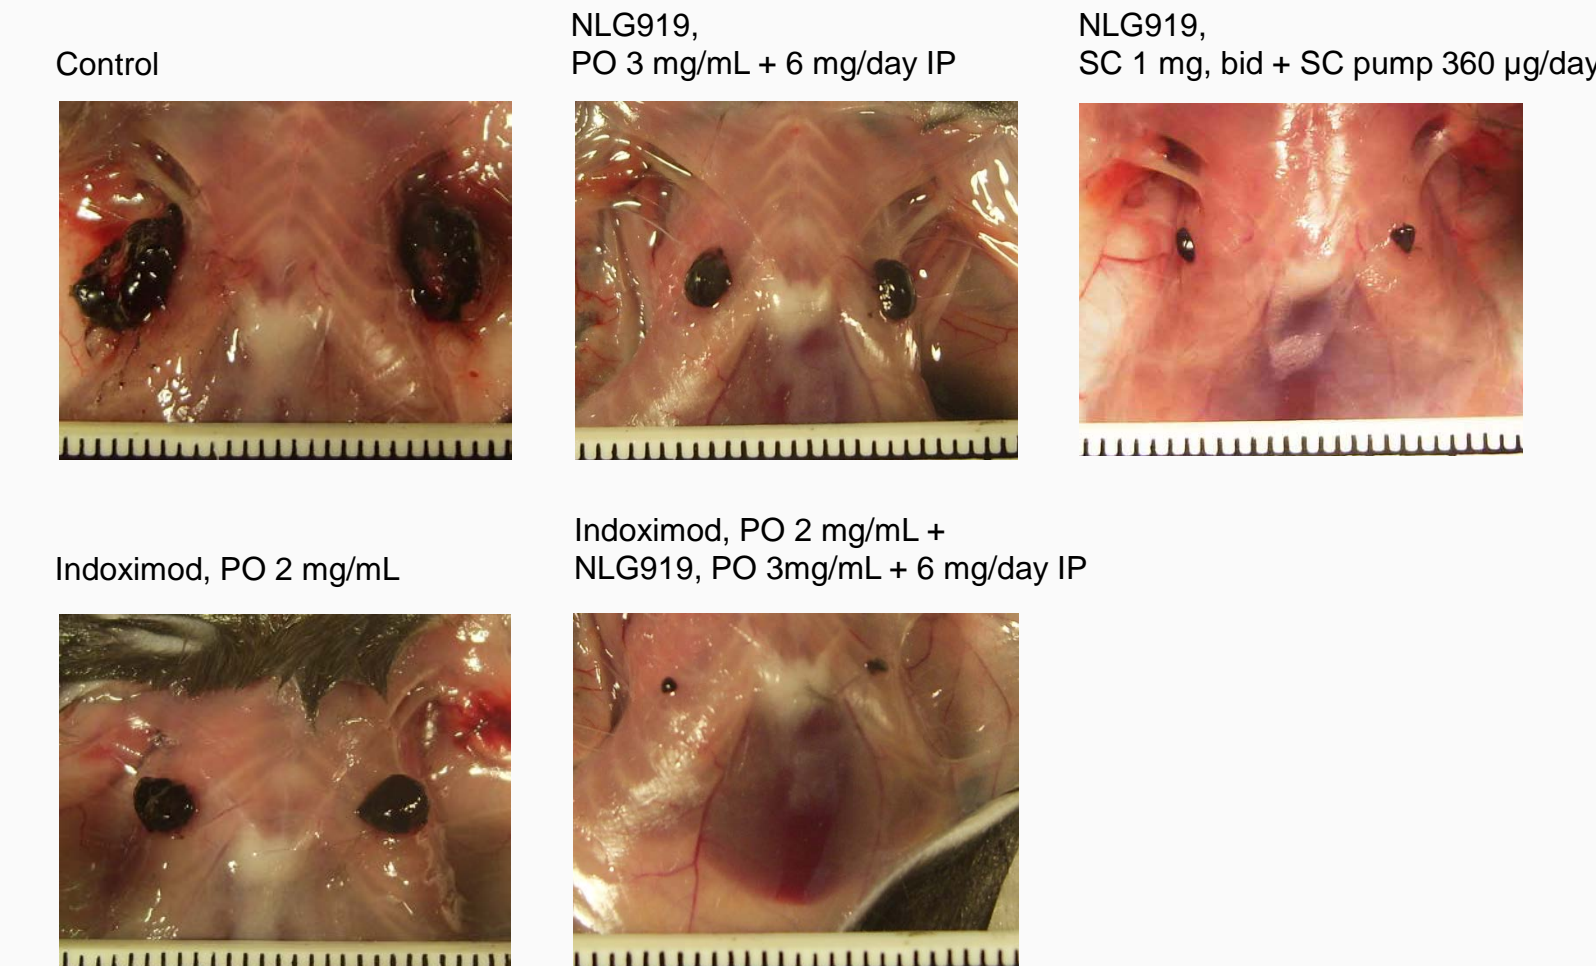 Control
NLG919,
PO 3 mg/mL + 6 mg/day IP
NLG919,
SC 1 mg, bid + SC pump 360 µg/day
Indoximod, PO 2 mg/mL
Indoximod, PO 2 mg/mL +
NLG919, PO 3mg/mL + 6 mg/day IP